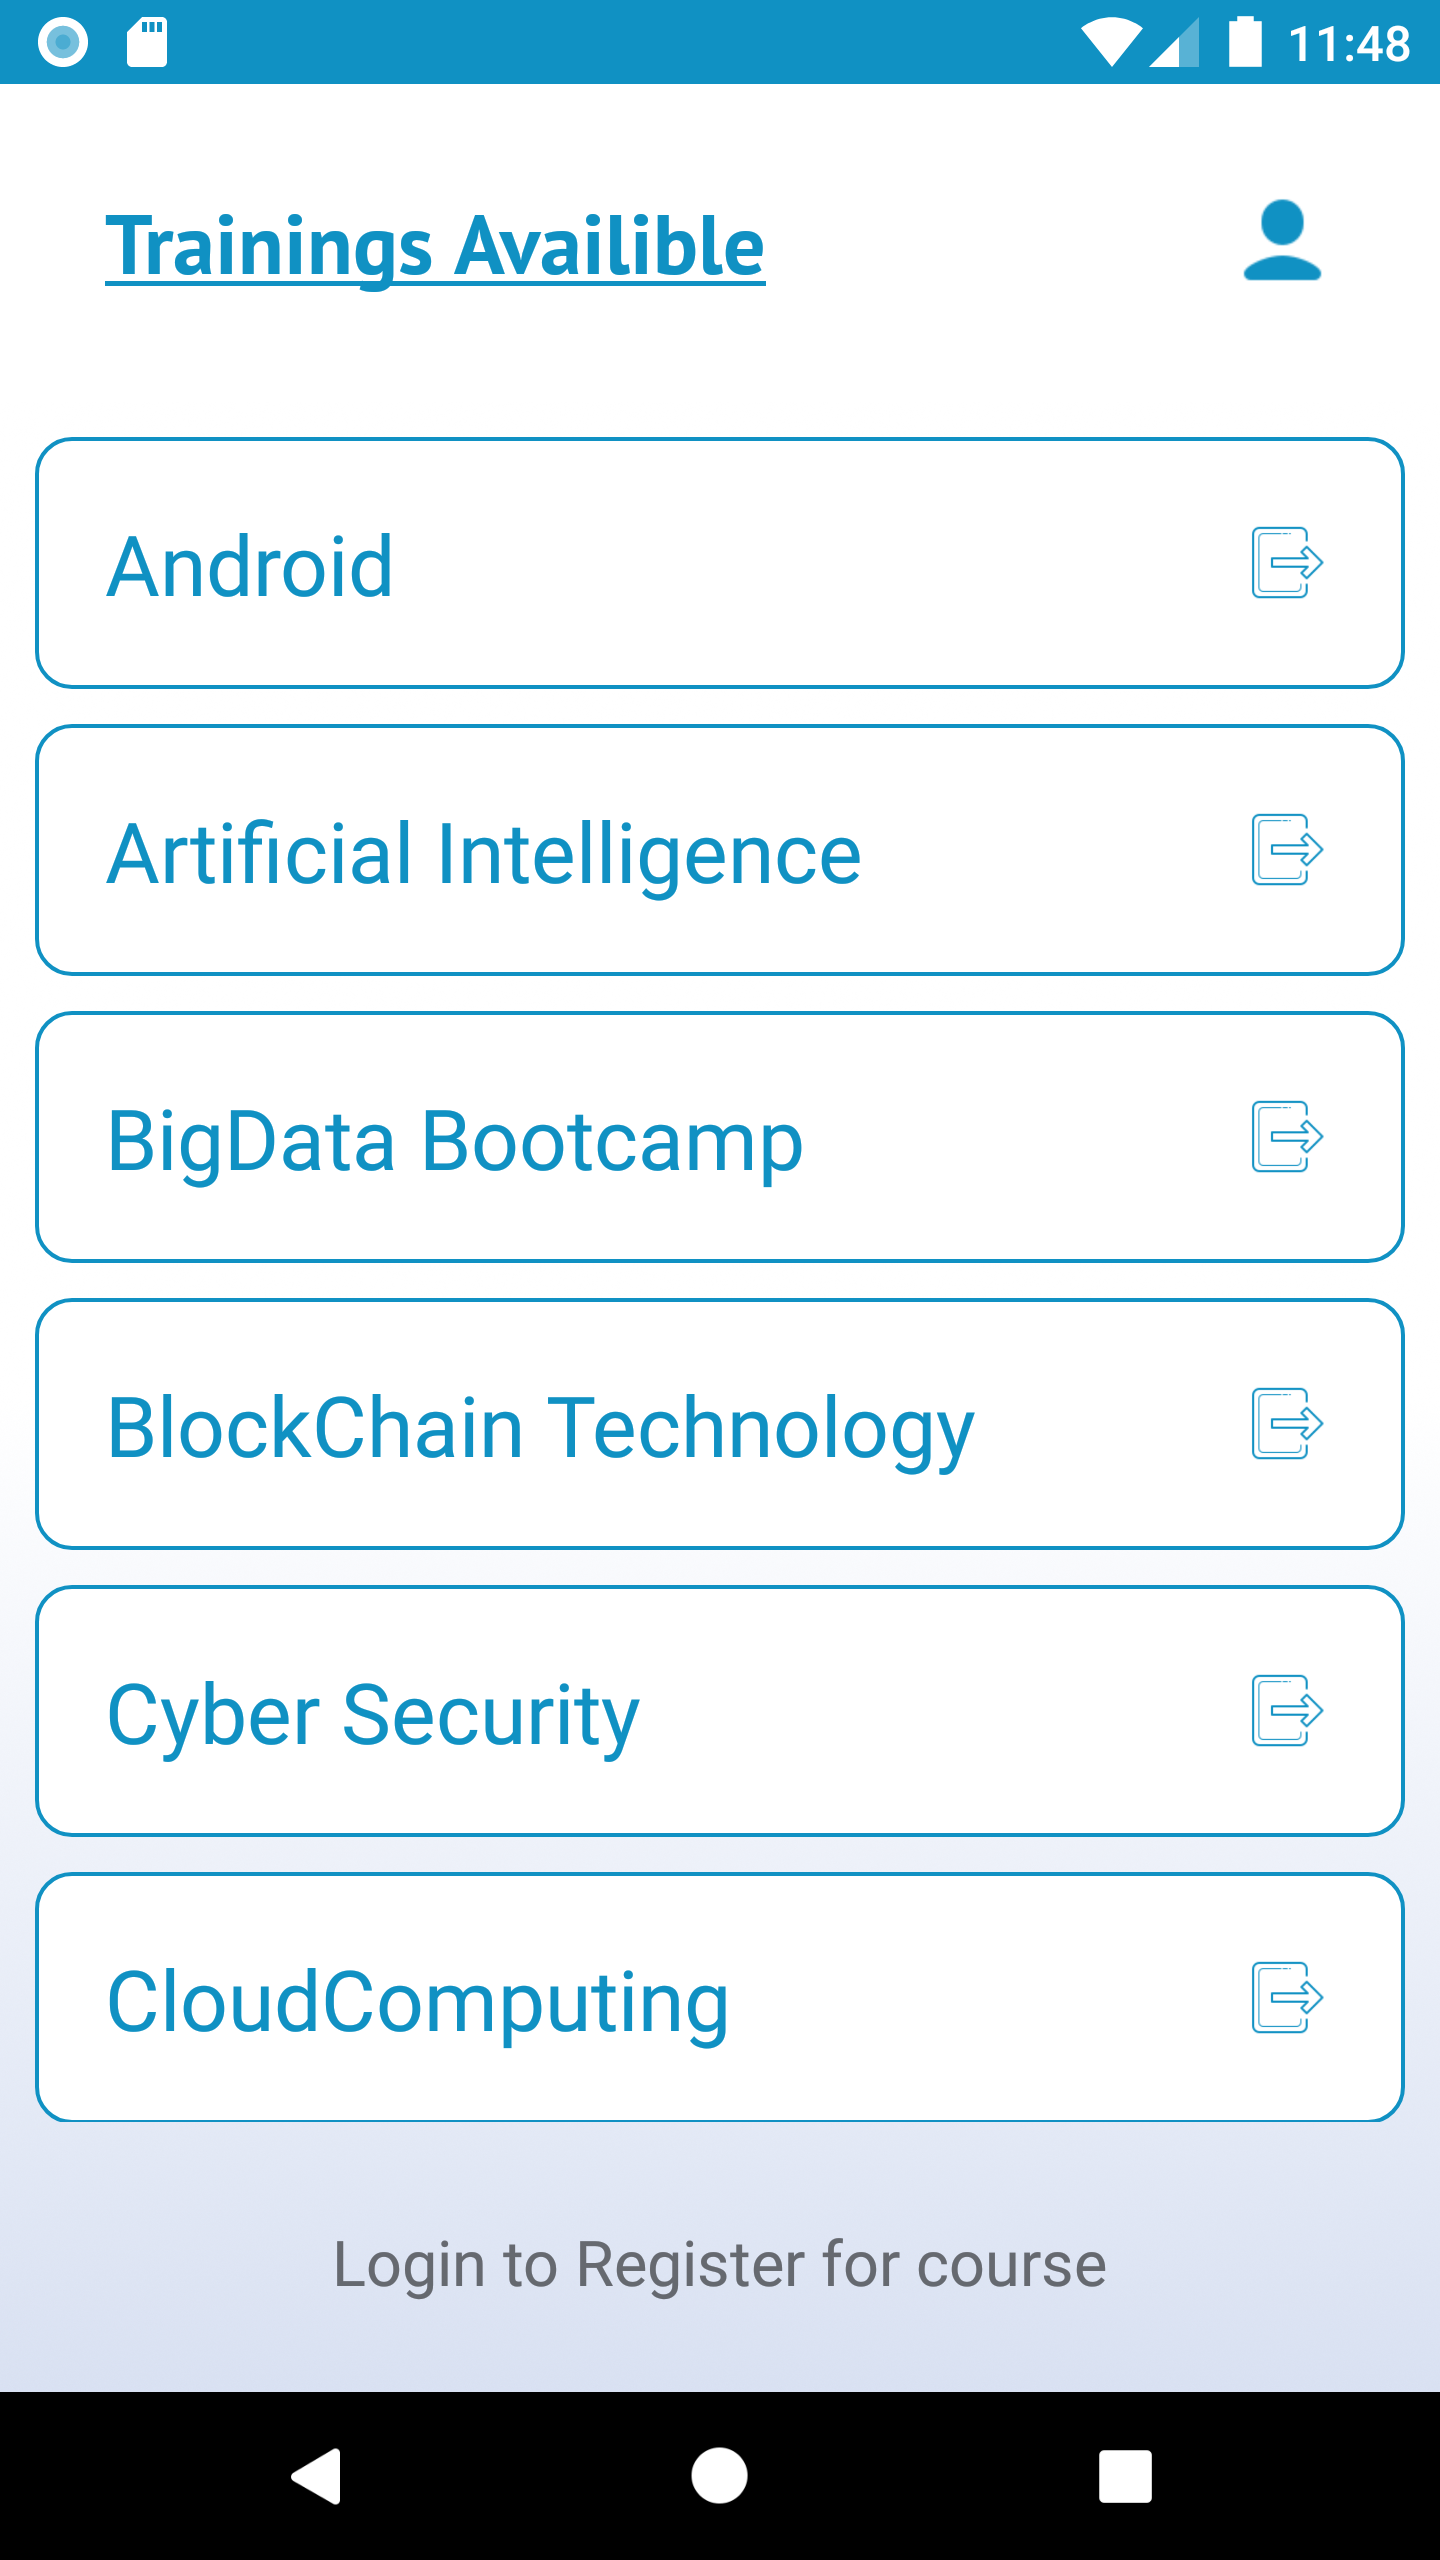 11:48
Trainings Availible
Android
Artificial Intelligence
BigData Bootcamp
BlockChain Technology
Cyber Security
CloudComputing
Login to Register for course